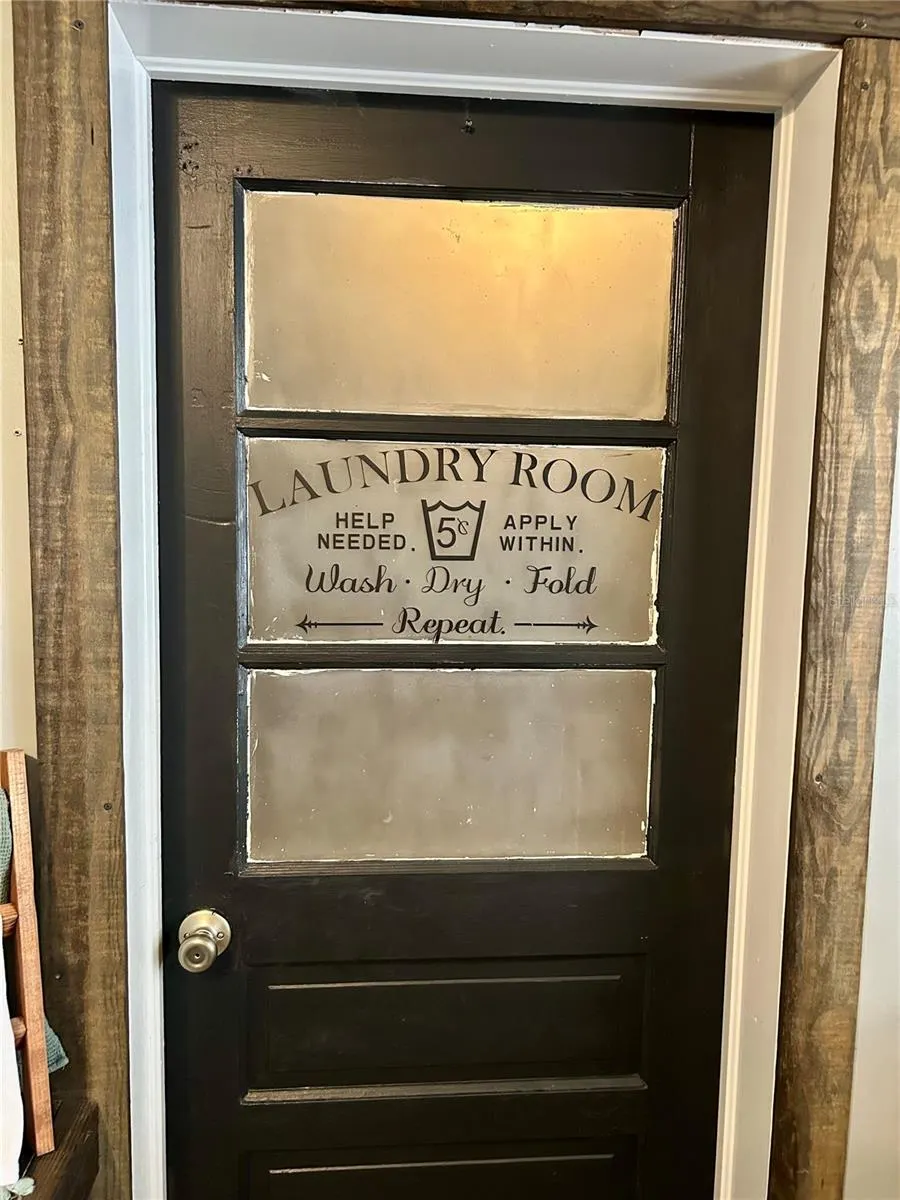 LAUNDRY ROOM
HELP NEEDED. 5¢ APPLY WITHIN.
Wash · Dry · Fold
Repeat.